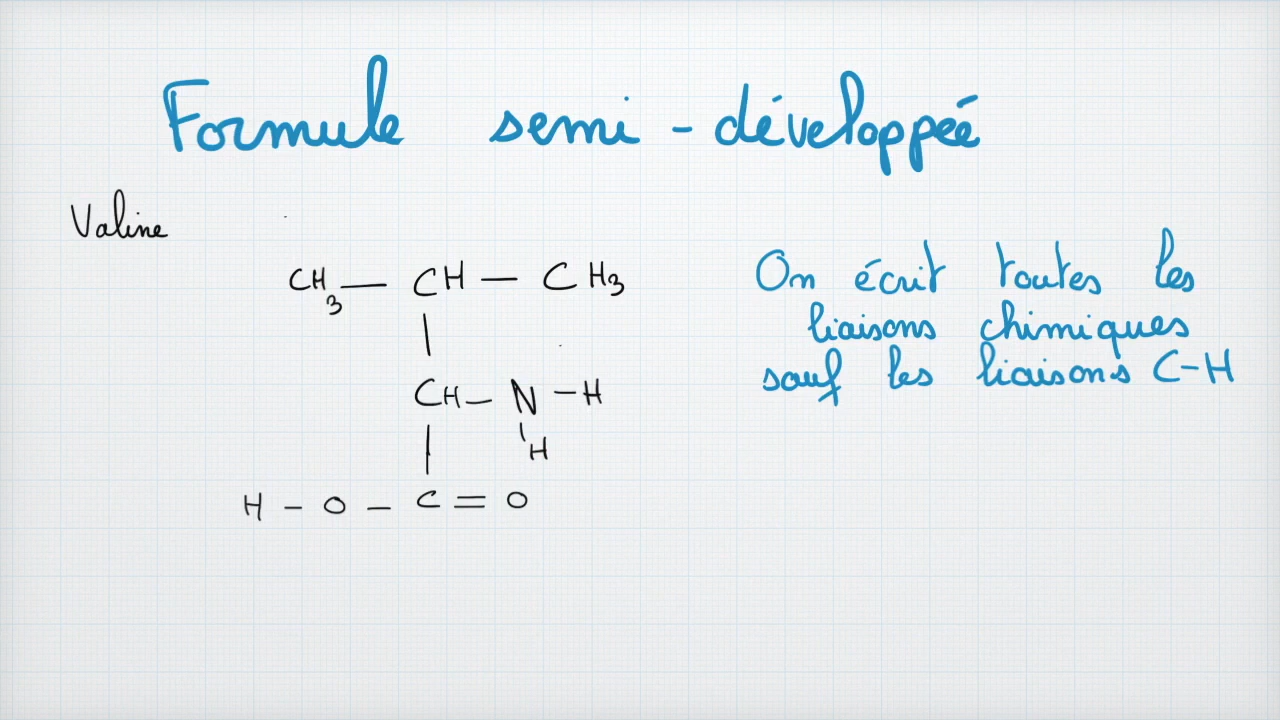 Formule semi-développée
Valine
CH3 — CH — CH3
CH — N — H
H
H — O — C = O
On écrit toutes les
liaisons chimiques
sauf les liaisons C-H